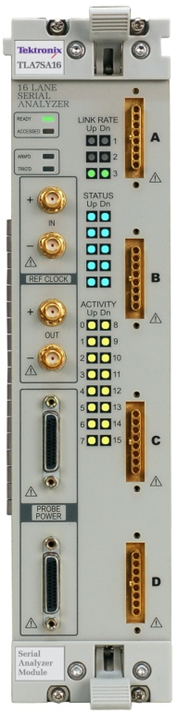 Tektronix
TLA7SA16
16 LANE
SERIAL
ANALYZER
READY
ACCESSED
ARM'D
TRIG'D
+
IN
−
REF CLOCK
+
OUT
−
PROBE
POWER
LINK RATE
Up Dn
1
2
3
STATUS
Up Dn
ACTIVITY
Up Dn
0 8
1 9
2 10
3 11
4 12
5 13
6 14
7 15
A
B
C
D
Serial
Analyzer
Module